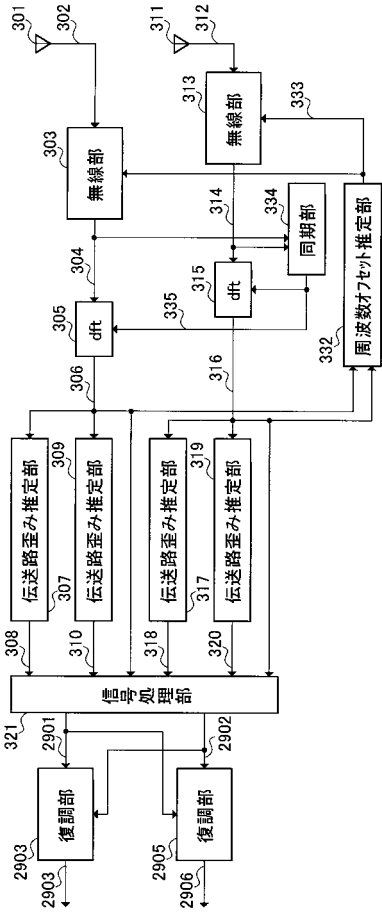 301
302
303
無線部
304
305
dft
306
307
伝送路歪み推定部
308
309
伝送路歪み推定部
310
311
312
313
無線部
314
315
dft
316
317
伝送路歪み推定部
318
319
伝送路歪み推定部
320
321
信号処理部
332
周波数オフセット推定部
333
334
同期部
335
2901
2902
復調部
2903
2903
復調部
2905
2906